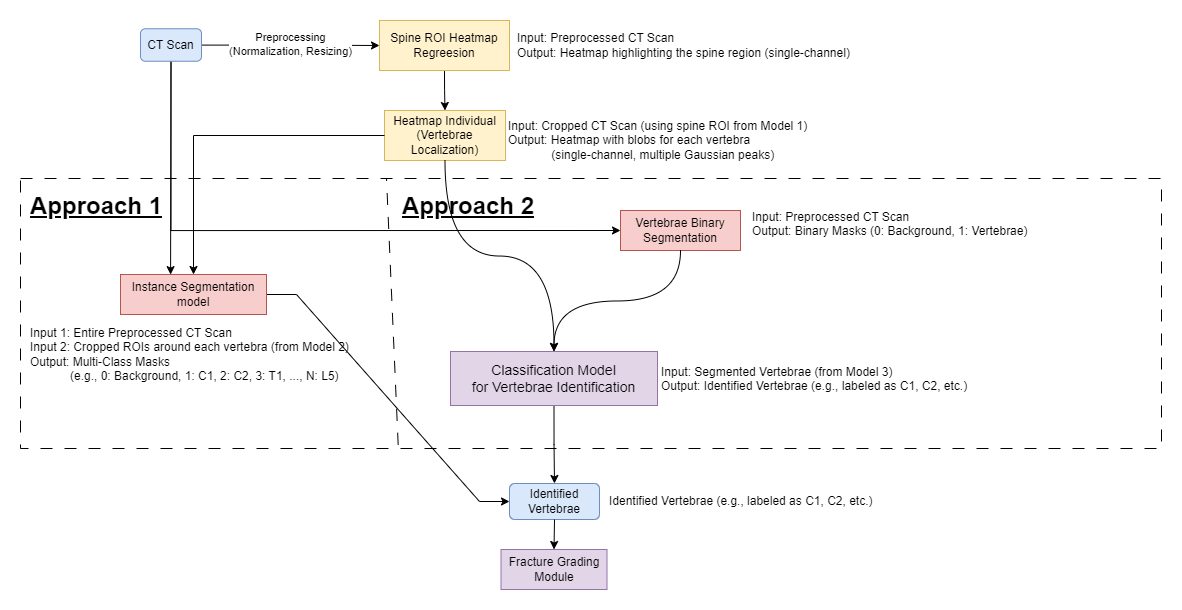 CT Scan
Preprocessing
(Normalization, Resizing)
Spine ROI Heatmap
Regreesion
Input: Preprocessed CT Scan
Output: Heatmap highlighting the spine region (single-channel)
Heatmap Individual
(Vertebrae
Localization)
Input: Cropped CT Scan (using spine ROI from Model 1)
Output: Heatmap with blobs for each vertebra
(single-channel, multiple Gaussian peaks)
Approach 1
Approach 2
Vertebrae Binary
Segmentation
Input: Preprocessed CT Scan
Output: Binary Masks (0: Background, 1: Vertebrae)
Instance Segmentation
model
Input 1: Entire Preprocessed CT Scan
Input 2: Cropped ROIs around each vertebra (from Model 2)
Output: Multi-Class Masks
(e.g., 0: Background, 1: C1, 2: C2, 3: T1, ..., N: L5)
Classification Model
for Vertebrae Identification
Input: Segmented Vertebrae (from Model 3)
Output: Identified Vertebrae (e.g., labeled as C1, C2, etc.)
Identified
Vertebrae
Identified Vertebrae (e.g., labeled as C1, C2, etc.)
Fracture Grading
Module